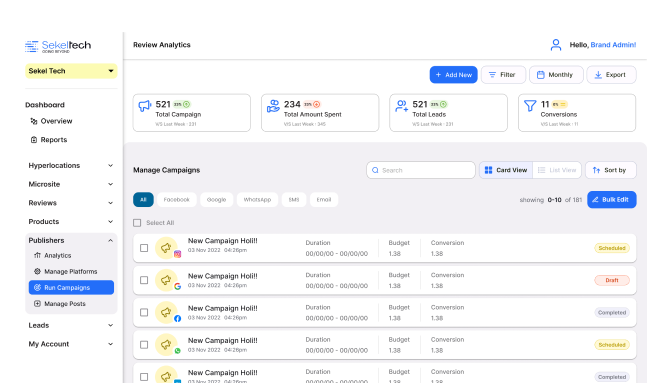 Sekel Tech
GOING BEYOND
Review Analytics
Hello, Brand Admin!
Sekel Tech
+ Add New
Filter
Monthly
Export
Dashboard
Overview
Reports
521 23%
Total Campaign
V/S Last Week : 231
234 23%
Total Amount Spent
V/S Last Week : 345
521 23%
Total Leads
V/S Last Week : 231
11 0%
Conversions
V/S Last Week : 11
Hyperlocations
Microsite
Reviews
Products
Publishers
Analytics
Manage Platforms
Run Campaigns
Manage Posts
Leads
My Account
Manage Campaigns
Search
Card View
List View
Sort by
All
Facebook
Google
WhatsApp
SMS
Email
showing 0-10 of 181
Bulk Edit
Select All
New Campaign Holi!!
03 Nov 2022 04:26pm
Duration
00/00/00 - 00/00/00
Budget
1.38
Conversion
1.38
Scheduled
New Campaign Holi!!
03 Nov 2022 04:26pm
Duration
00/00/00 - 00/00/00
Budget
1.38
Conversion
1.38
Draft
New Campaign Holi!!
03 Nov 2022 04:26pm
Duration
00/00/00 - 00/00/00
Budget
1.38
Conversion
1.38
Completed
New Campaign Holi!!
03 Nov 2022 04:26pm
Duration
00/00/00 - 00/00/00
Budget
1.38
Conversion
1.38
Scheduled
New Campaign Holi!!
03 Nov 2022 04:26pm
Duration
00/00/00 - 00/00/00
Budget
1.38
Conversion
1.38
Completed